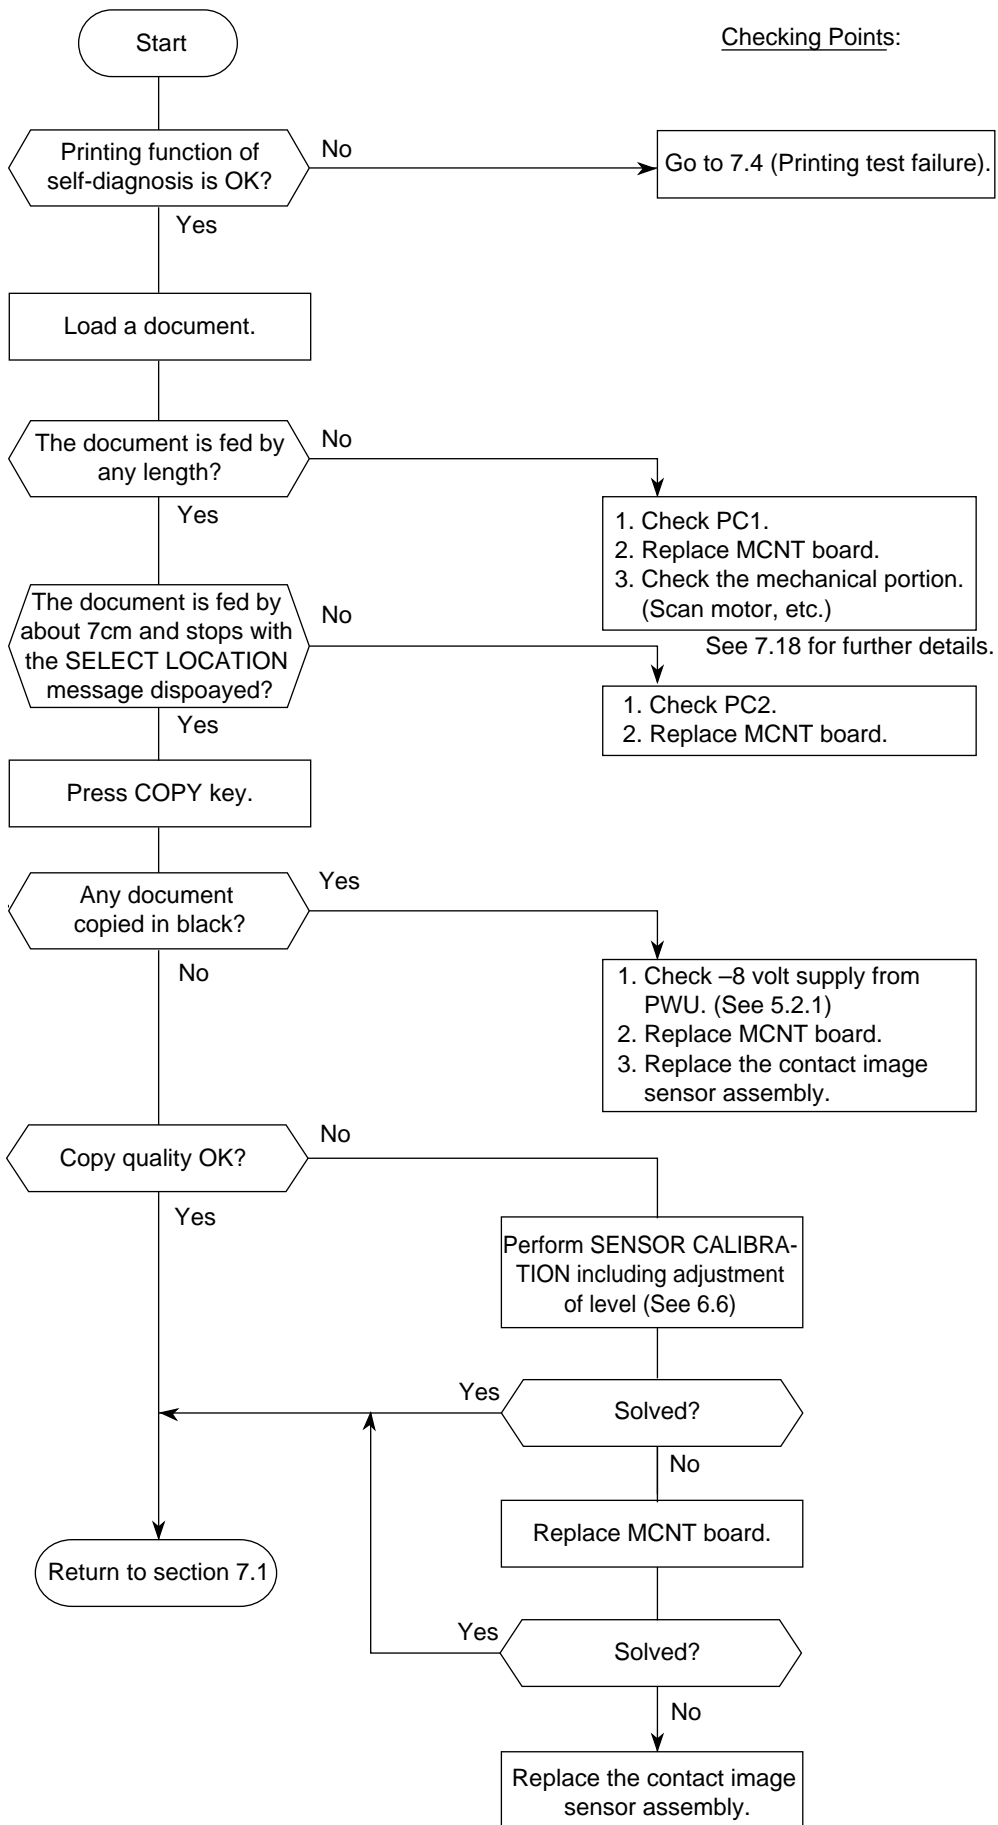 Start
Checking Points:
Printing function of
self-diagnosis is OK?
No
Go to 7.4 (Printing test failure).
Yes
Load a document.
The document is fed by
any length?
No
Yes
1. Check PC1.
2. Replace MCNT board.
3. Check the mechanical portion.
(Scan motor, etc.)
See 7.18 for further details.
The document is fed by
about 7cm and stops with
the SELECT LOCATION
message dispoayed?
No
Yes
1. Check PC2.
2. Replace MCNT board.
Press COPY key.
Any document
copied in black?
Yes
No
1. Check –8 volt supply from
PWU. (See 5.2.1)
2. Replace MCNT board.
3. Replace the contact image
sensor assembly.
Copy quality OK?
No
Yes
Perform SENSOR CALIBRA-
TION including adjustment
of level (See 6.6)
Solved?
Yes
No
Replace MCNT board.
Return to section 7.1
Solved?
Yes
No
Replace the contact image
sensor assembly.